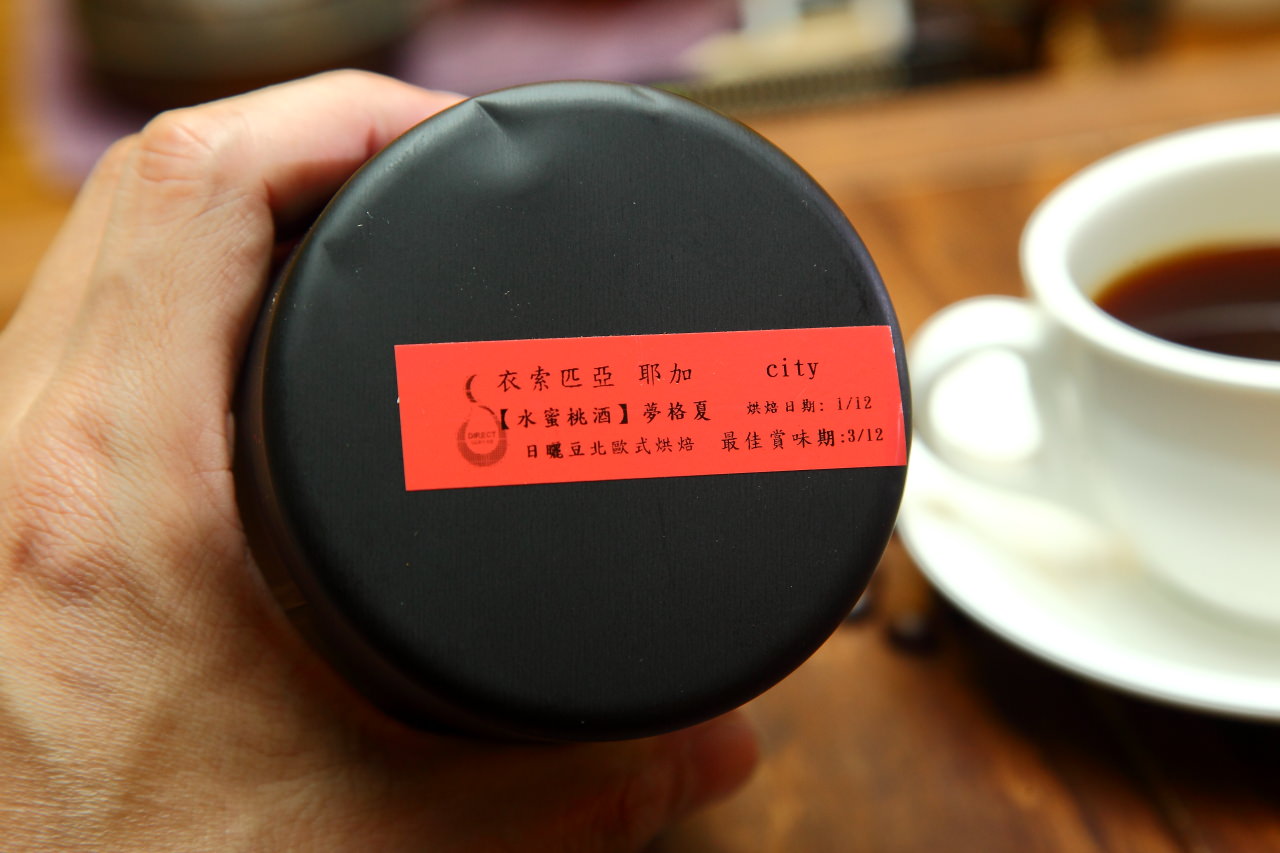 衣索匹亞 耶加 city
【水蜜桃酒】夢格夏 烘焙日期: 1/12
日曬豆北歐式烘焙 最佳賞味期:3/12
DIRECT